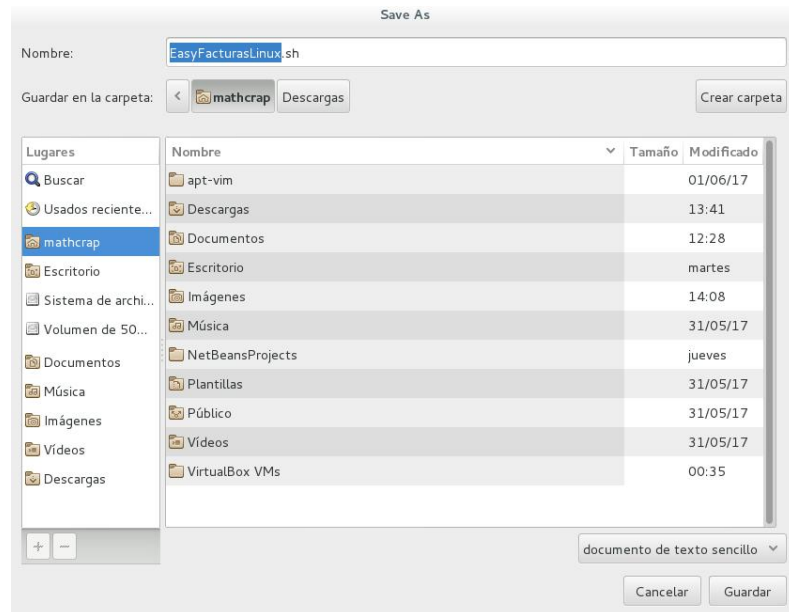 Save As
Nombre: EasyFacturasLinux.sh
Guardar en la carpeta: < mathcrap Descargas Crear carpeta
Lugares
Buscar
Usados reciente...
mathcrap
Escritorio
Sistema de archi...
Volumen de 50...
Documentos
Música
Imágenes
Vídeos
Descargas
+ −
Nombre Tamaño Modificado
apt-vim 01/06/17
Descargas 13:41
Documentos 12:28
Escritorio martes
Imágenes 14:08
Música 31/05/17
NetBeansProjects jueves
Plantillas 31/05/17
Público 31/05/17
Vídeos 31/05/17
VirtualBox VMs 00:35
documento de texto sencillo
Cancelar Guardar